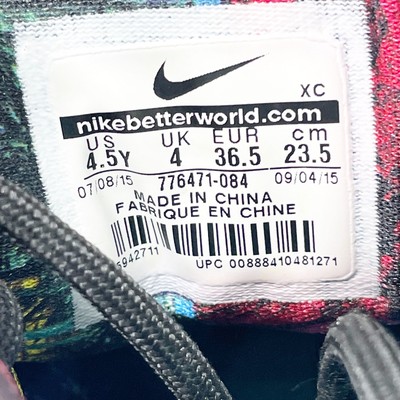 XC
nikebetterworld.com
US UK EUR cm
4.5Y 4 36.5 23.5
07/08/15 776471-084 09/04/15
MADE IN CHINA
FABRIQUE EN CHINE
5942711
UPC 00888410481271